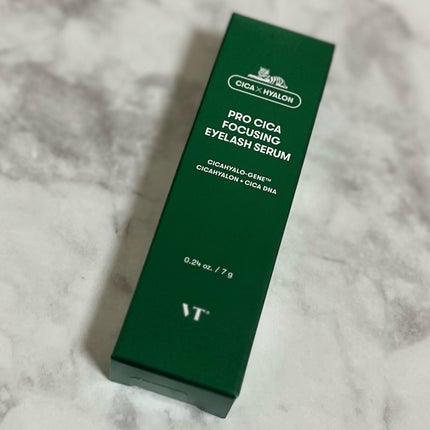 CICA × HYALON
PRO CICA
FOCUSING
EYELASH SERUM
CICAHYALO-GENE™
CICAHYALON + CICA DNA
0.24 oz. / 7 g
VT®